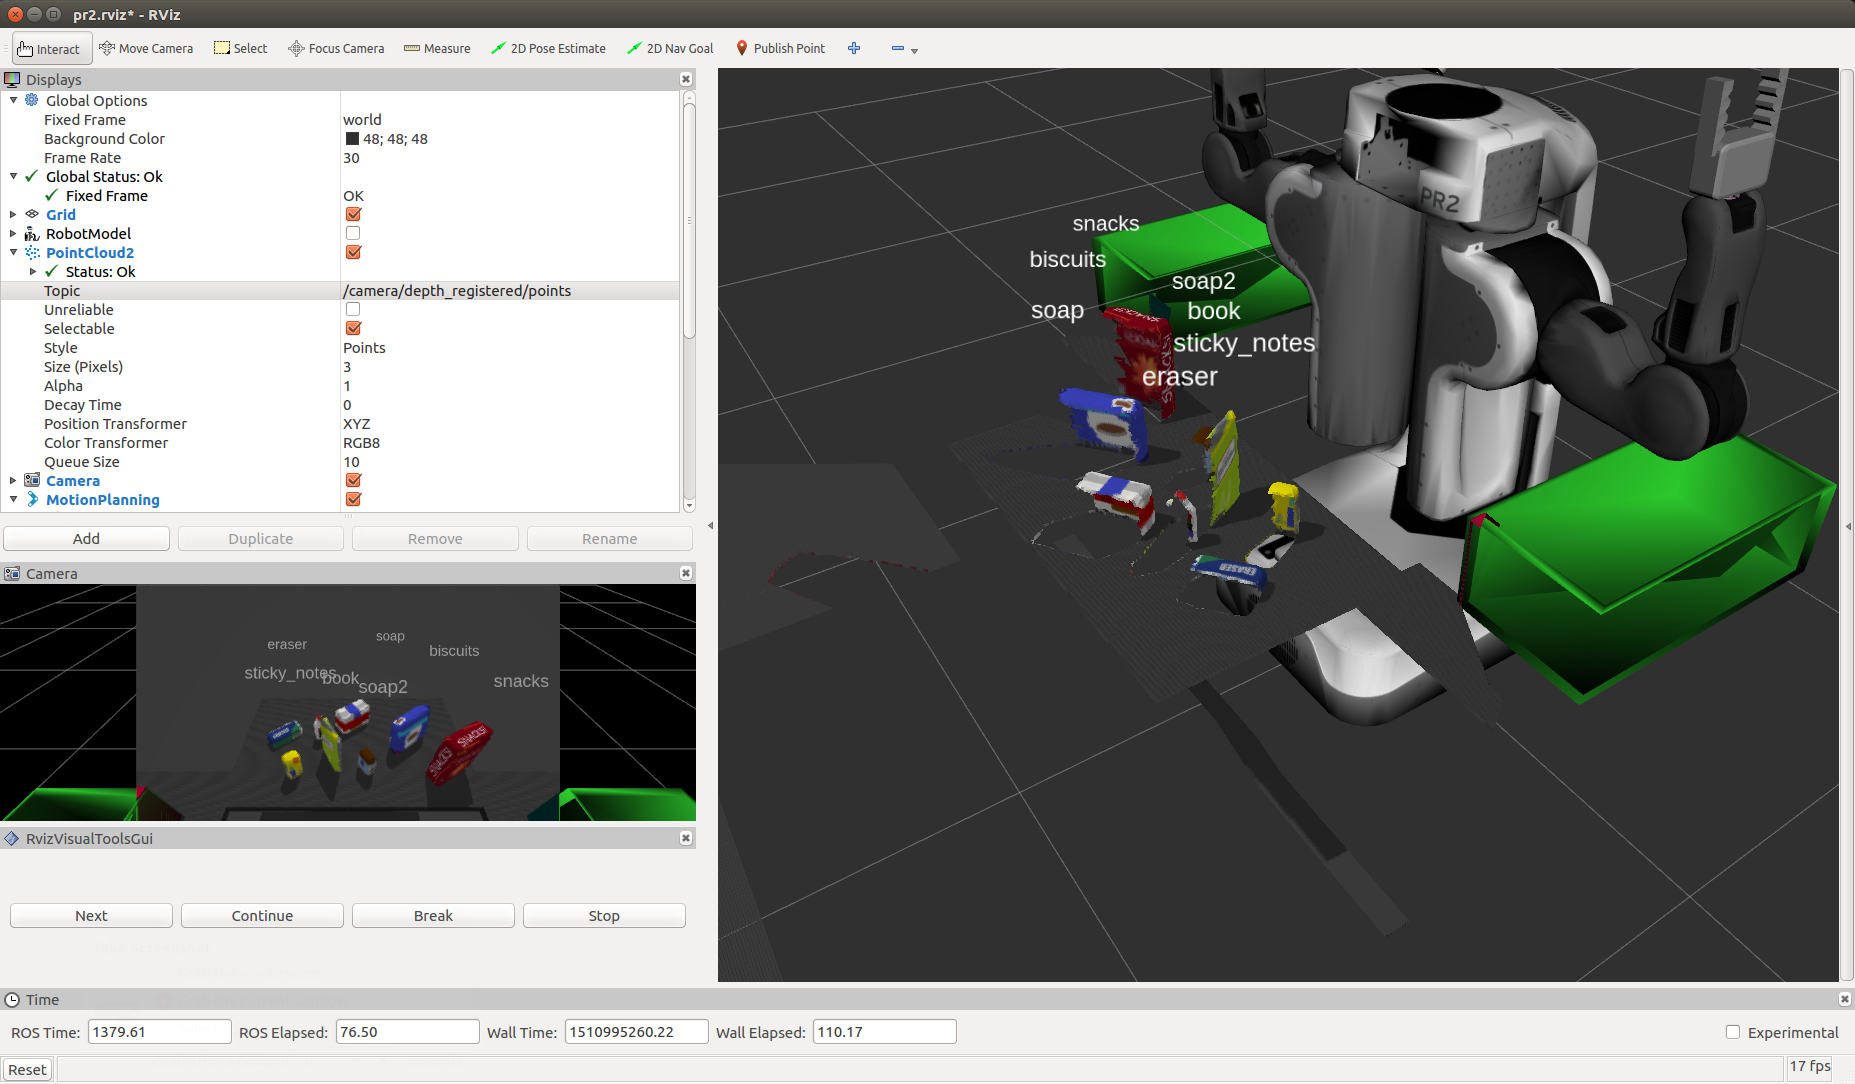 pr2.rviz* - RViz
Interact Move Camera Select Focus Camera Measure 2D Pose Estimate 2D Nav Goal Publish Point
Displays
Global Options
Fixed Frame world
Background Color 48; 48; 48
Frame Rate 30
Global Status: Ok
Fixed Frame OK
Grid
RobotModel
PointCloud2
Status: Ok
Topic /camera/depth_registered/points
Unreliable
Selectable
Style Points
Size (Pixels) 3
Alpha 1
Decay Time 0
Position Transformer XYZ
Color Transformer RGB8
Queue Size 10
Camera
MotionPlanning
Add Duplicate Remove Rename
Camera
eraser
soap
biscuits
sticky_notes
book
soap2
snacks
SNACKS
SNACKS
RvizVisualToolsGui
Next Continue Break Stop
PR2
snacks
biscuits
soap2
soap
book
sticky_notes
eraser
SNACKS
ERASER
Time
ROS Time: 1379.61 ROS Elapsed: 76.50 Wall Time: 1510995260.22 Wall Elapsed: 110.17 Experimental
Reset
17 fps